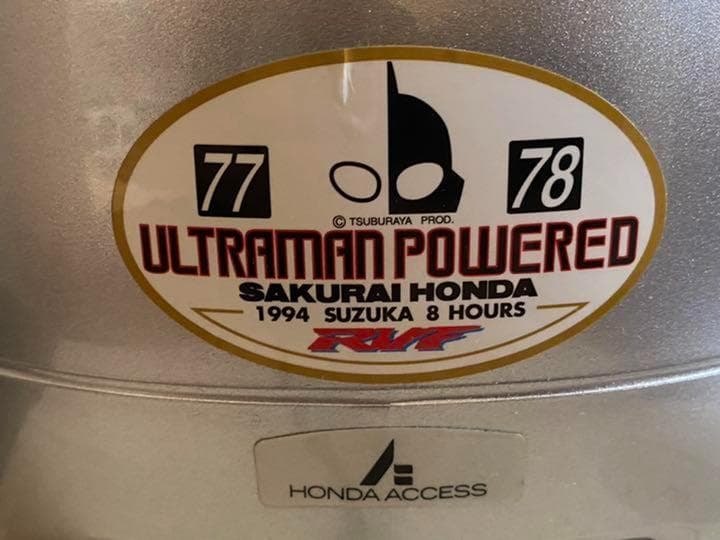 77 78
© TSUBURAYA PROD.
ULTRAMAN POWERED
SAKURAI HONDA
1994 SUZUKA 8 HOURS
RVF
HONDA ACCESS